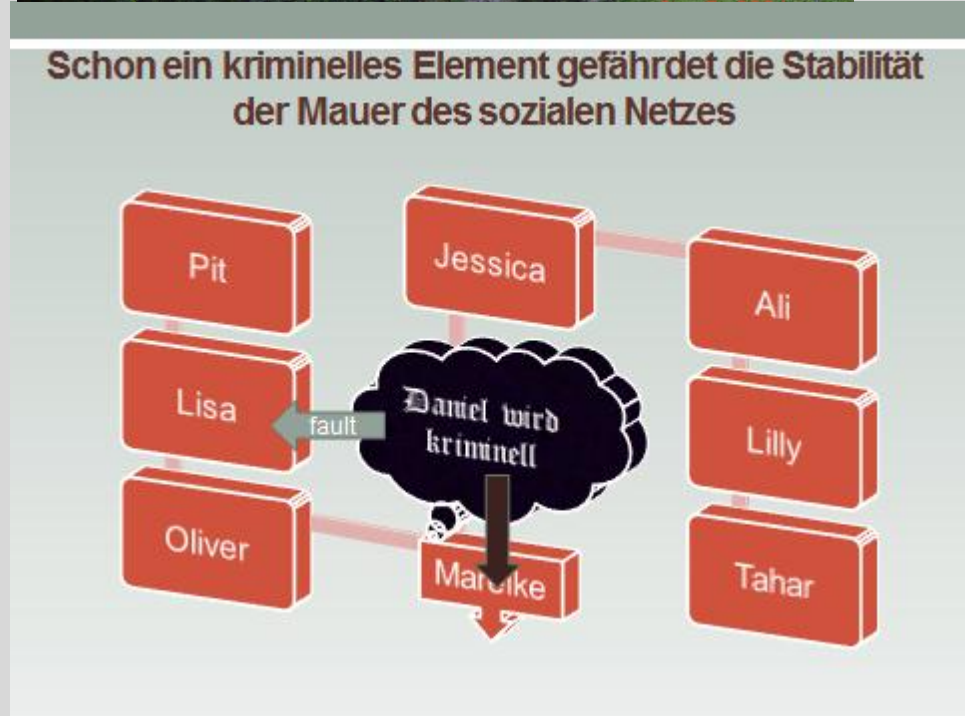 Schon ein kriminelles Element gefährdet die Stabilität
der Mauer des sozialen Netzes
Pit
Lisa
Oliver
Jessica
Daniel wird
kriminell
fault
Mareike
Ali
Lilly
Tahar